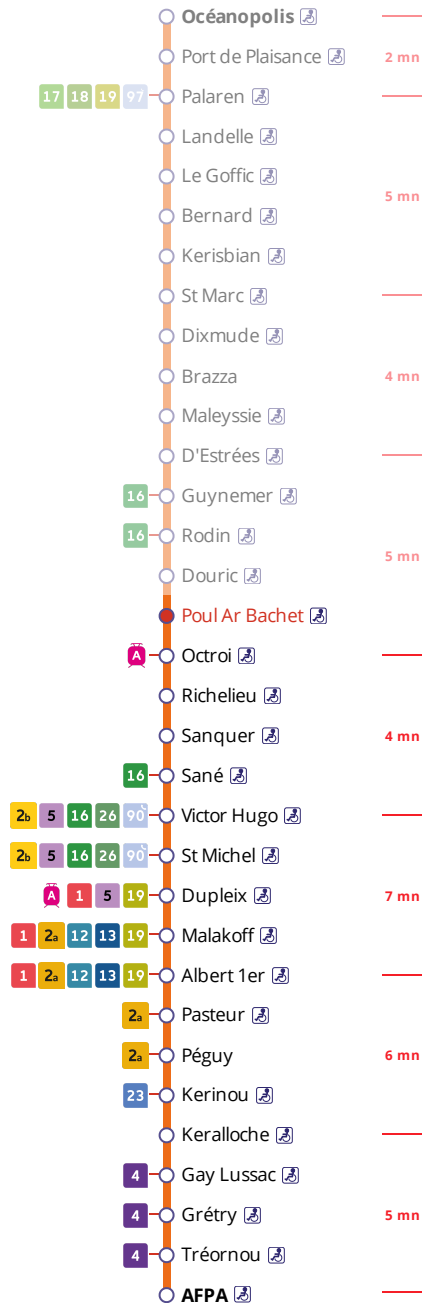 Océanopolis
Port de Plaisance 2 mn
17 18 19 97 Palaren
Landelle
Le Goffic
5 mn
Bernard
Kerisbian
St Marc
Dixmude
Brazza 4 mn
Maleyssie
D'Estrées
16 Guynemer
16 Rodin
5 mn
Douric
Poul Ar Bachet
A Octroi
Richelieu
Sanquer 4 mn
16 Sané
2b 5 16 26 90 Victor Hugo
2b 5 16 26 90 St Michel
A 1 5 19 Dupleix 7 mn
1 2a 12 13 19 Malakoff
1 2a 12 13 19 Albert 1er
2a Pasteur
2a Péguy 6 mn
23 Kerinou
Keralloche
4 Gay Lussac
4 Grétry 5 mn
4 Tréornou
AFPA